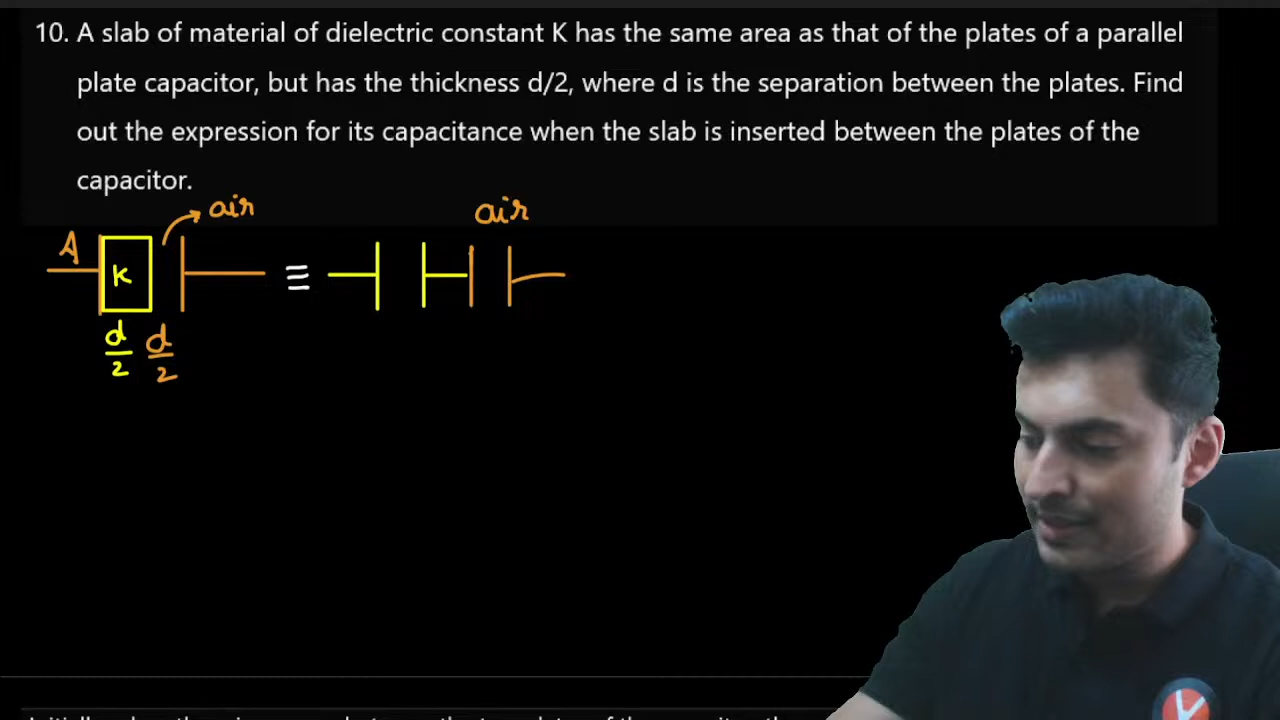 10. A slab of material of dielectric constant K has the same area as that of the plates of a parallel
plate capacitor, but has the thickness d/2, where d is the separation between the plates. Find
out the expression for its capacitance when the slab is inserted between the plates of the
capacitor.
air
air
A
K
≡
d/2
d/2